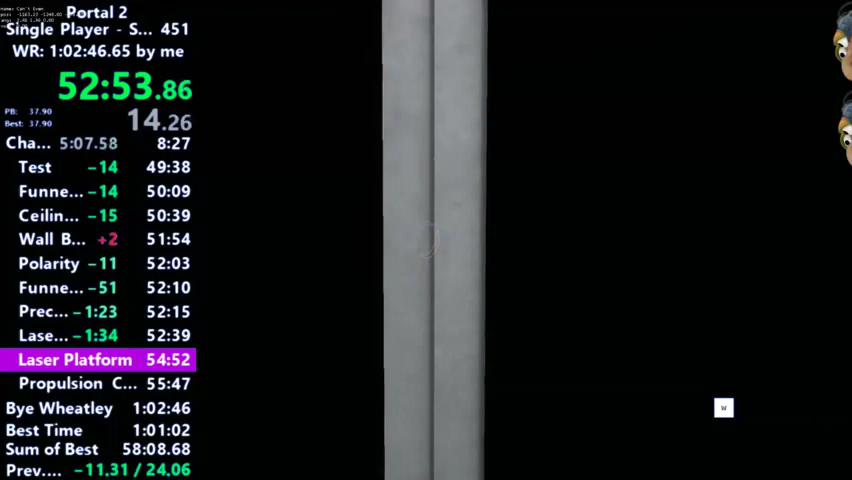 name: Can't Even
Portal 2
Single Player - S... 451
WR: 1:02:46.65 by me
52:53.86
PB: 37.90
Best: 37.90
14.26
Cha... 5:07.58 8:27
Test -14 49:38
Funne... -14 50:09
Ceilin... -15 50:39
Wall B... +2 51:54
Polarity -11 52:03
Funne... -51 52:10
Prec... -1:23 52:15
Lase... -1:34 52:39
Laser Platform 54:52
Propulsion C... 55:47
Bye Wheatley 1:02:46
Best Time 1:01:02
Sum of Best 58:08.68
Prev.... -11.31 / 24.06
W